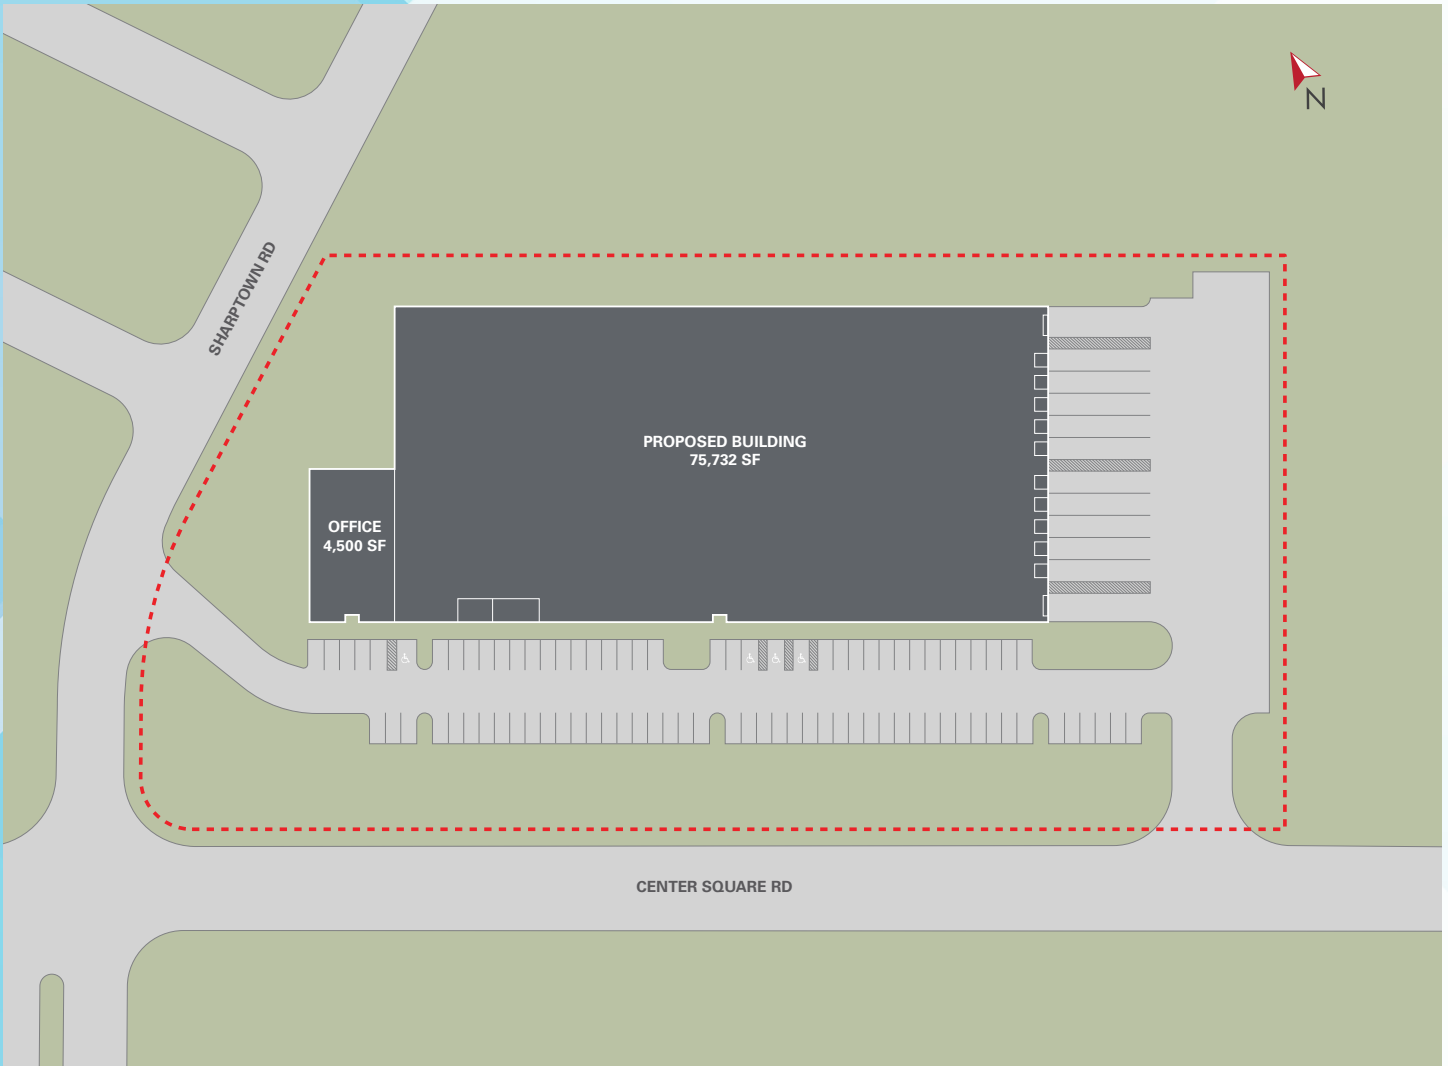 N
SHARPTOWN RD
PROPOSED BUILDING
75,732 SF
OFFICE
4,500 SF
CENTER SQUARE RD